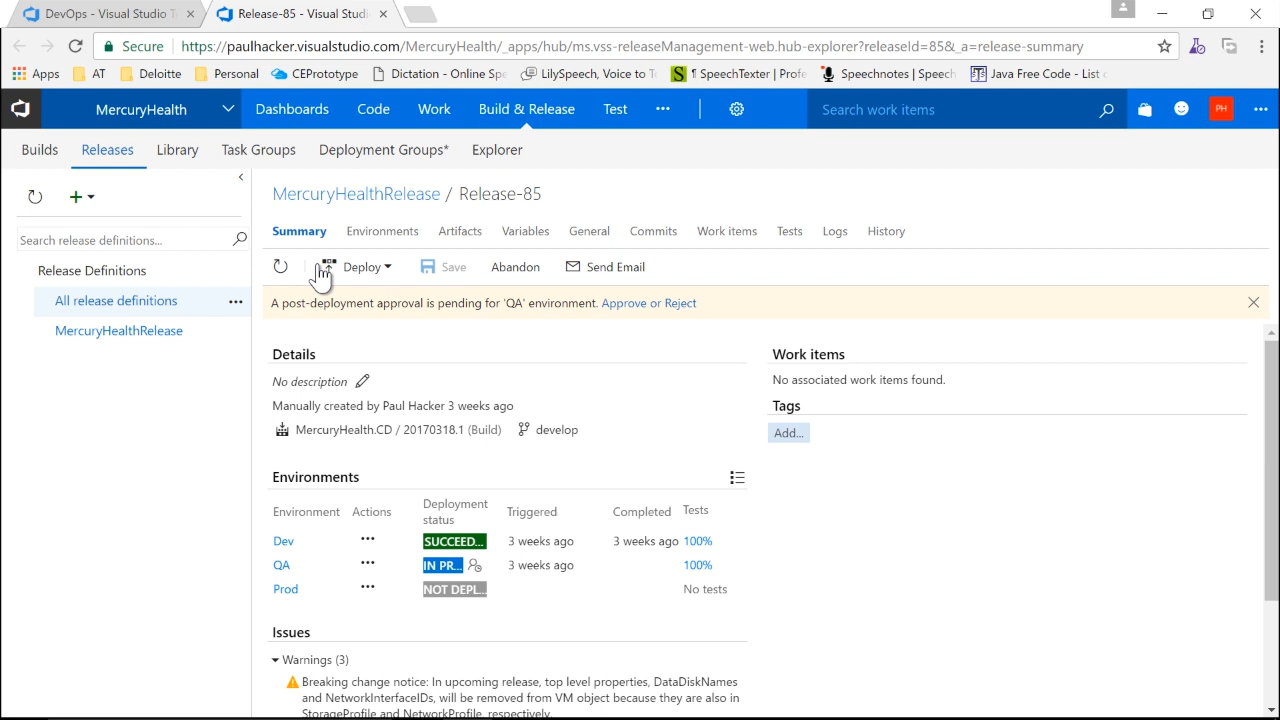 DevOps - Visual Studio T
Release-85 - Visual Studi
Secure https://paulhacker.visualstudio.com/MercuryHealth/_apps/hub/ms.vss-releaseManagement-web.hub-explorer?releaseId=85&_a=release-summary
Apps AT Deloitte Personal CEPrototype Dictation - Online Spe LilySpeech, Voice to T ¶ SpeechTexter | Profe Speechnotes | Speech Java Free Code - List
MercuryHealth Dashboards Code Work Build & Release Test ••• Search work items PH •••
Builds Releases Library Task Groups Deployment Groups* Explorer
+
Search release definitions...
Release Definitions
All release definitions •••
MercuryHealthRelease
MercuryHealthRelease / Release-85
Summary Environments Artifacts Variables General Commits Work items Tests Logs History
Deploy Save Abandon Send Email
A post-deployment approval is pending for 'QA' environment. Approve or Reject
Details
No description
Manually created by Paul Hacker 3 weeks ago
MercuryHealth.CD / 20170318.1 (Build) develop
Work items
No associated work items found.
Tags
Add...
Environments
Environment Actions Deployment status Triggered Completed Tests
Dev ••• SUCCEED... 3 weeks ago 3 weeks ago 100%
QA ••• IN PR... 3 weeks ago 100%
Prod ••• NOT DEPL... No tests
Issues
Warnings (3)
Breaking change notice: In upcoming release, top level properties, DataDiskNames
and NetworkInterfaceIDs, will be removed from VM object because they are also in
StorageProfile and NetworkProfile, respectively.